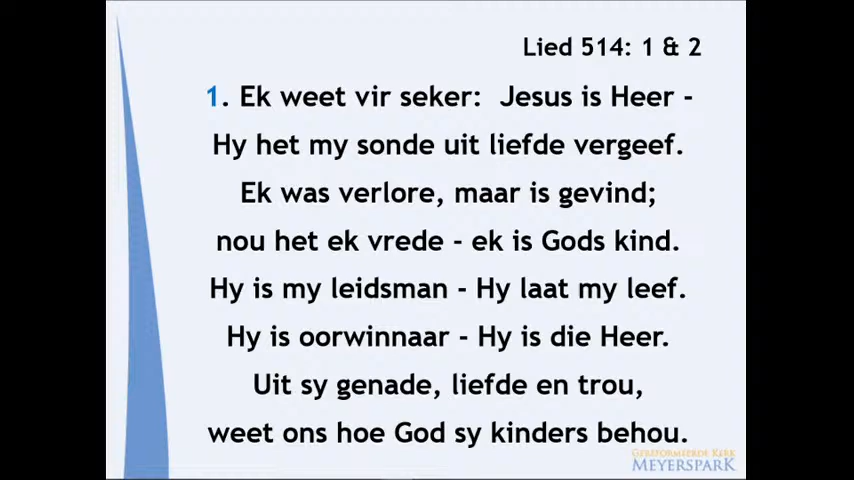 Lied 514: 1 & 2
1. Ek weet vir seker: Jesus is Heer -
Hy het my sonde uit liefde vergeef.
Ek was verlore, maar is gevind;
nou het ek vrede - ek is Gods kind.
Hy is my leidsman - Hy laat my leef.
Hy is oorwinnaar - Hy is die Heer.
Uit sy genade, liefde en trou,
weet ons hoe God sy kinders behou.
GEREFORMEERDE KERK
MEYERSPARK